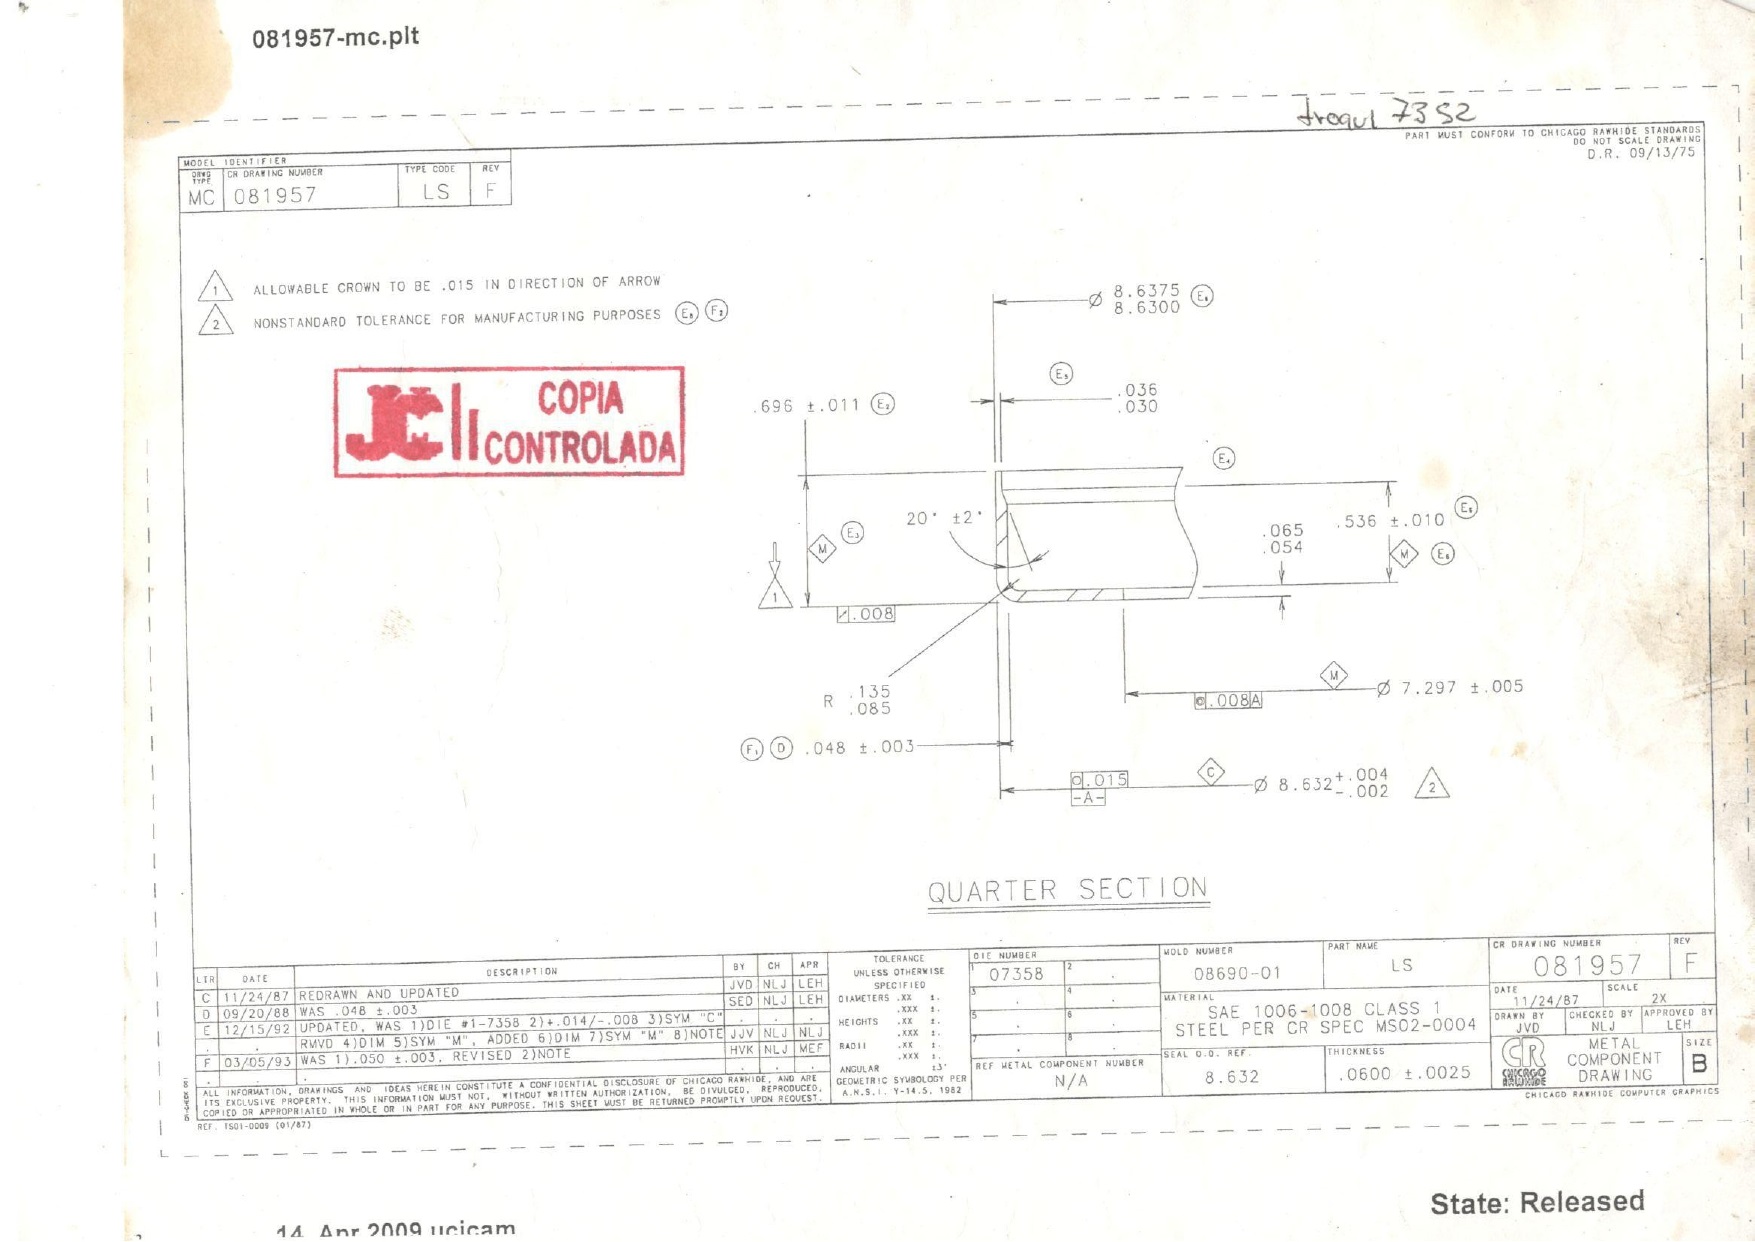 081957-mc.plt
troqul 7352
PART MUST CONFORM TO CHICAGO RAWHIDE STANDARDS
DO NOT SCALE DRAWING
D.R. 09/13/75
MODEL IDENTIFIER
DRWG TYPE CR DRAWING NUMBER TYPE CODE REV
MC 081957 LS F
1 ALLOWABLE CROWN TO BE .015 IN DIRECTION OF ARROW
2 NONSTANDARD TOLERANCE FOR MANUFACTURING PURPOSES E8 F2
JCII COPIA
CONTROLADA
Ø 8.6375
8.6300
E6
E5
.036
.030
.696 ±.011 E2
E4
20° ±2°
M E3
.065
.054
.536 ±.010 E6
M E6
1
.008
R .135
.085
M
.008 A
Ø 7.297 ±.005
F1 D .048 ±.003
.015
-A-
C
Ø 8.632 +.004
-.002
2
QUARTER SECTION
LTR DATE DESCRIPTION BY CH APR
C 11/24/87 REDRAWN AND UPDATED JVD NLJ LEH
D 09/20/88 WAS .048 ±.003 SED NLJ LEH
E 12/15/92 UPDATED, WAS 1)DIE #1-7358 2)+.014/-.008 3)SYM "C"
RMVD 4)DIM 5)SYM "M", ADDED 6)DIM 7)SYM "M" 8)NOTE JJV NLJ NLJ
F 03/05/93 WAS 1).050 ±.003, REVISED 2)NOTE HVK NLJ MEF
ALL INFORMATION, DRAWINGS AND IDEAS HEREIN CONSTITUTE A CONFIDENTIAL DISCLOSURE OF CHICAGO RAWHIDE, AND ARE
ITS EXCLUSIVE PROPERTY. THIS INFORMATION MUST NOT, WITHOUT WRITTEN AUTHORIZATION, BE DIVULGED, REPRODUCED,
COPIED OR APPROPRIATED IN WHOLE OR IN PART FOR ANY PURPOSE. THIS SHEET MUST BE RETURNED PROMPTLY UPON REQUEST.
REF. TS01-0009 (01/87)
TOLERANCE
UNLESS OTHERWISE
SPECIFIED
DIAMETERS .XX ±.
.XXX ±.
HEIGHTS .XX ±.
.XXX ±.
RADII .XX ±.
.XXX ±.
ANGULAR ±3°
GEOMETRIC SYMBOLOGY PER
A.N.S.I. Y-14.5, 1982
DIE NUMBER
1 07358 2
3 4
5 6
7 8
REF METAL COMPONENT NUMBER
N/A
MOLD NUMBER
08690-01
PART NAME
LS
MATERIAL
SAE 1006-1008 CLASS 1
STEEL PER CR SPEC MS02-0004
SEAL O.D. REF.
8.632
THICKNESS
.0600 ±.0025
CR DRAWING NUMBER
081957
REV
F
DATE
11/24/87
SCALE
2X
DRAWN BY CHECKED BY APPROVED BY
JVD NLJ LEH
CR
CHICAGO
RAWHIDE
METAL
COMPONENT
DRAWING
SIZE
B
CHICAGO RAWHIDE COMPUTER GRAPHICS
State: Released
14 Apr 2009 ucicam